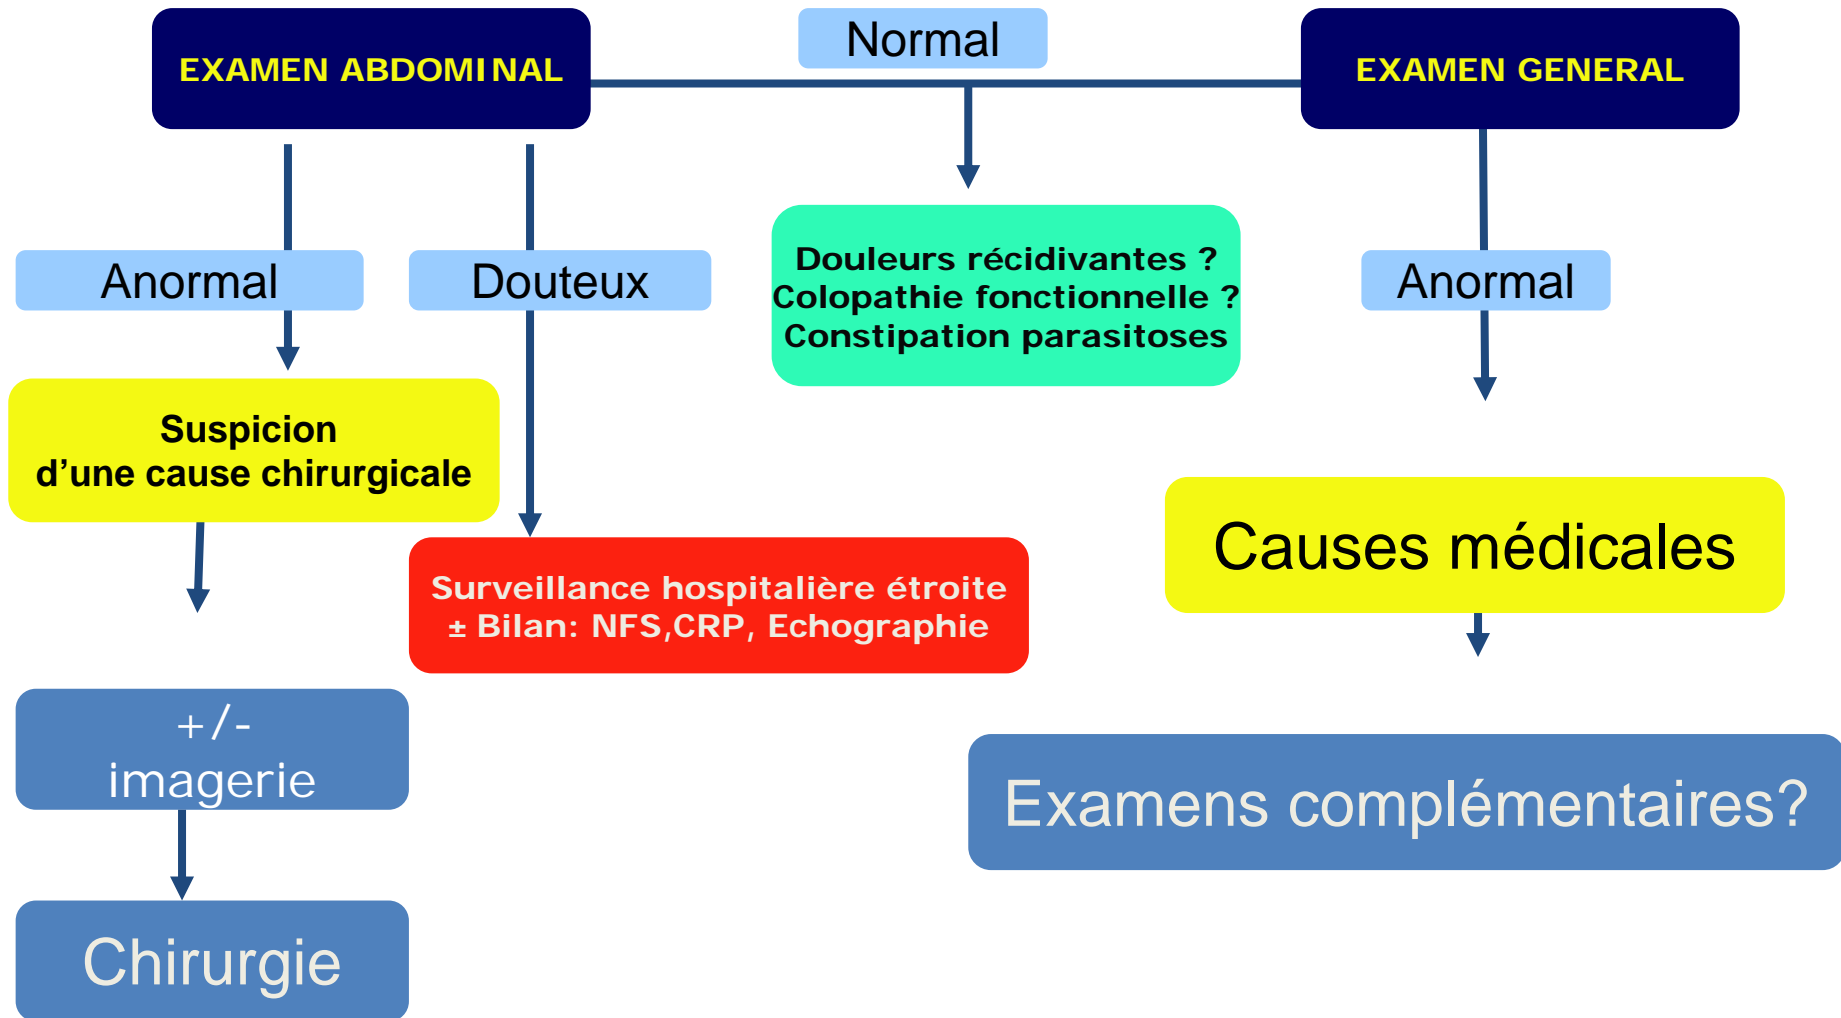 EXAMEN ABDOMINAL
Normal
EXAMEN GENERAL
Anormal
Douteux
Douleurs récidivantes ?
Colopathie fonctionnelle ?
Constipation parasitoses
Anormal
Suspicion
d’une cause chirurgicale
Causes médicales
Surveillance hospitalière étroite
± Bilan: NFS,CRP, Echographie
+/-
imagerie
Examens complémentaires?
Chirurgie